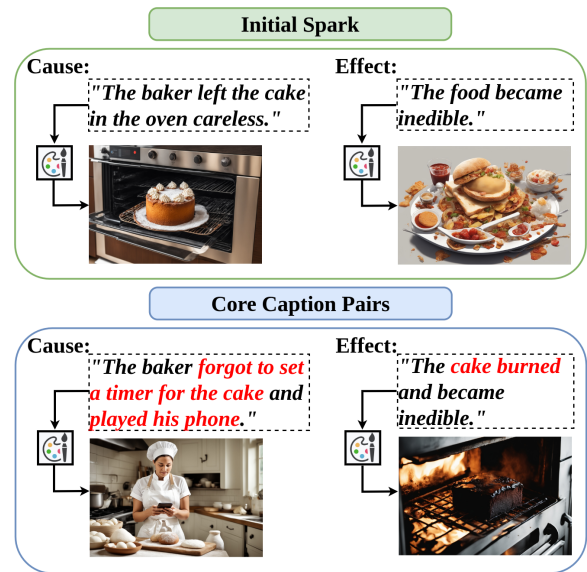 Initial Spark
Cause:
"The baker left the cake
in the oven careless."
Effect:
"The food became
inedible."
Core Caption Pairs
Cause:
"The baker forgot to set
a timer for the cake and
played his phone."
Effect:
"The cake burned
and became
inedible."